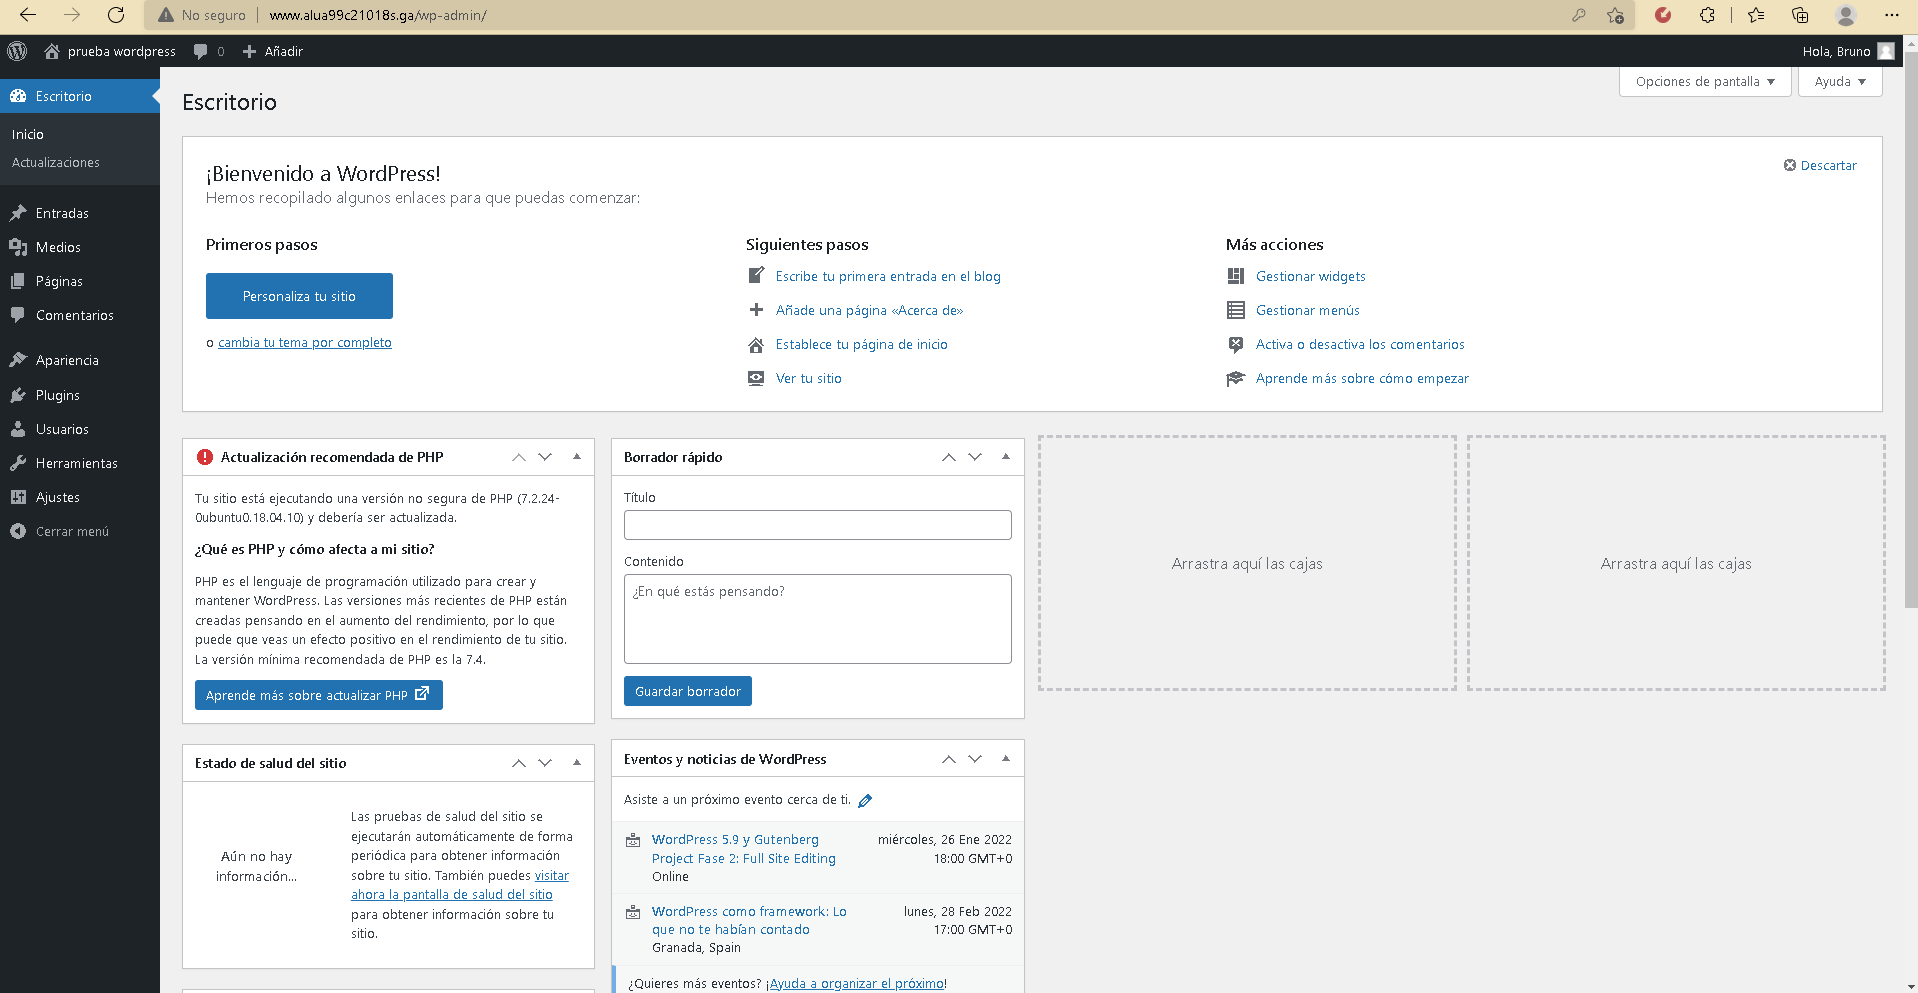 No seguro
www.alua99c21018s.ga/wp-admin/
prueba wordpress
0
Añadir
Hola, Bruno
Escritorio
Inicio
Actualizaciones
Entradas
Medios
Páginas
Comentarios
Apariencia
Plugins
Usuarios
Herramientas
Ajustes
Cerrar menú
Opciones de pantalla
Ayuda
Escritorio
¡Bienvenido a WordPress!
Hemos recopilado algunos enlaces para que puedas comenzar:
Descartar
Primeros pasos
Personaliza tu sitio
o cambia tu tema por completo
Siguientes pasos
Escribe tu primera entrada en el blog
Añade una página «Acerca de»
Establece tu página de inicio
Ver tu sitio
Más acciones
Gestionar widgets
Gestionar menús
Activa o desactiva los comentarios
Aprende más sobre cómo empezar
Actualización recomendada de PHP
Tu sitio está ejecutando una versión no segura de PHP (7.2.24-
0ubuntu0.18.04.10) y debería ser actualizada.
¿Qué es PHP y cómo afecta a mi sitio?
PHP es el lenguaje de programación utilizado para crear y
mantener WordPress. Las versiones más recientes de PHP están
creadas pensando en el aumento del rendimiento, por lo que
puede que veas un efecto positivo en el rendimiento de tu sitio.
La versión mínima recomendada de PHP es la 7.4.
Aprende más sobre actualizar PHP
Estado de salud del sitio
Aún no hay
información...
Las pruebas de salud del sitio se
ejecutarán automáticamente de forma
periódica para obtener información
sobre tu sitio. También puedes visitar
ahora la pantalla de salud del sitio
para obtener información sobre tu
sitio.
Borrador rápido
Título
Contenido
¿En qué estás pensando?
Guardar borrador
Eventos y noticias de WordPress
Asiste a un próximo evento cerca de ti.
WordPress 5.9 y Gutenberg
Project Fase 2: Full Site Editing
Online
miércoles, 26 Ene 2022
18:00 GMT+0
WordPress como framework: Lo
que no te habían contado
Granada, Spain
lunes, 28 Feb 2022
17:00 GMT+0
¿Quieres más eventos? ¡Ayuda a organizar el próximo!
Arrastra aquí las cajas
Arrastra aquí las cajas